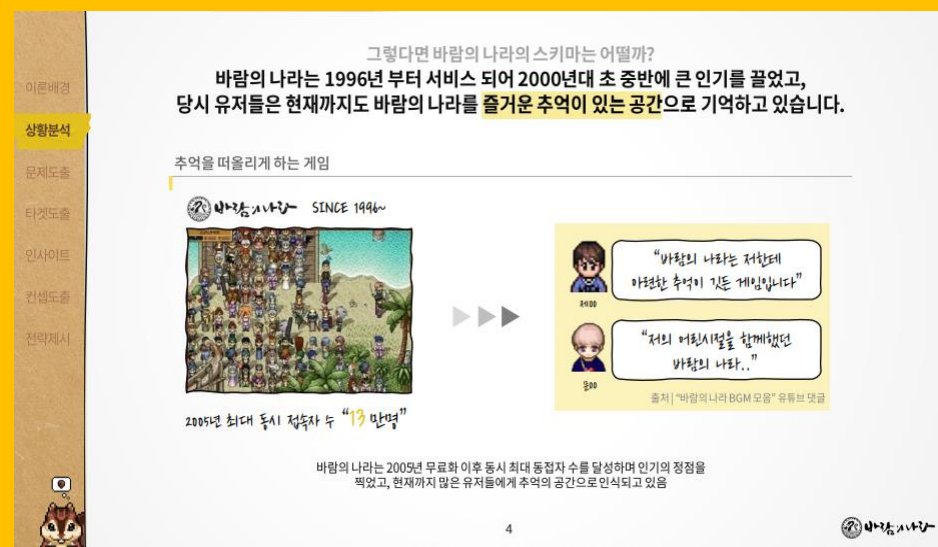 그렇다면 바람의 나라의 스키마는 어떨까?
바람의 나라는 1996년 부터 서비스 되어 2000년대 초 중반에 큰 인기를 끌었고,
당시 유저들은 현재까지도 바람의 나라를 즐거운 추억이 있는 공간으로 기억하고 있습니다.
이론배경
상황분석
문제도출
타겟도출
인사이트
컨셉도출
전략제시
추억을 떠올리게 하는 게임
바람의나라 SINCE 1996~
2005년 최대 동시 접속자 수 “13 만명”
“바람의 나라는 저한테
아련한 추억이 깃든 게임입니다”
제00
“저의 어린시절을 함께했던
바람의 나라..”
문00
출처 | “바람의 나라 BGM 모음” 유튜브 댓글
바람의 나라는 2005년 무료화 이후 동시 최대 동접자 수를 달성하며 인기의 정점을
찍었고, 현재까지 많은 유저들에게 추억의 공간으로 인식되고 있음
4
바람의나라